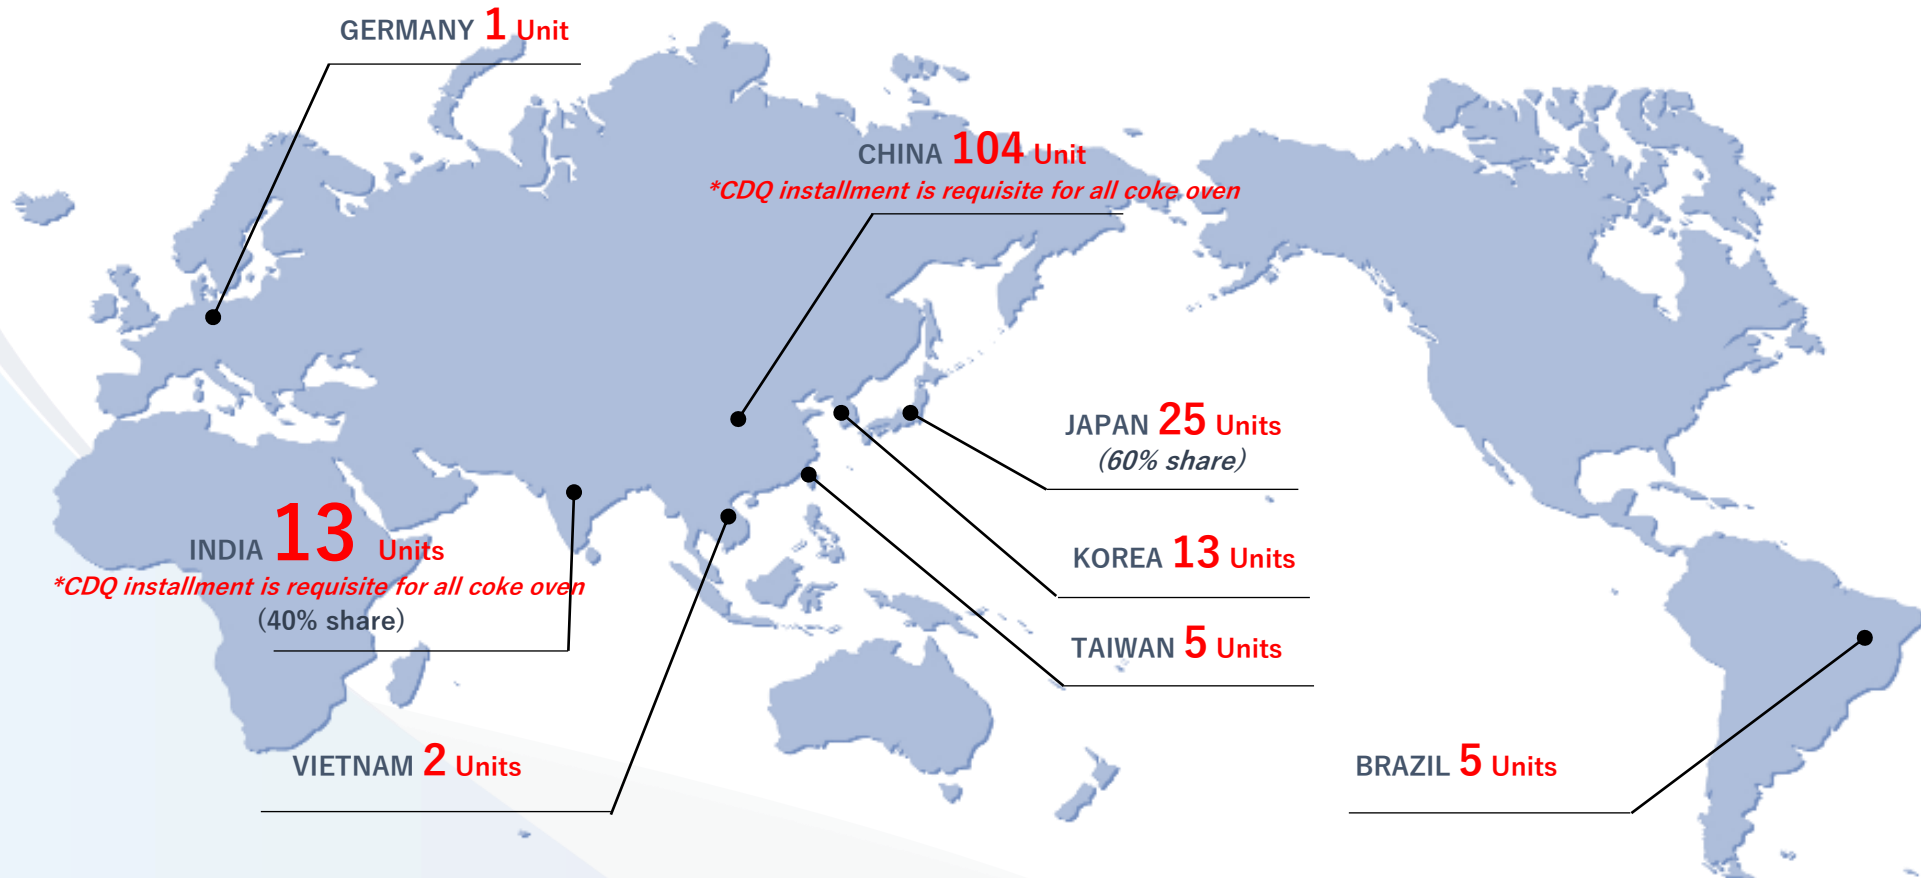 GERMANY 1 Unit
CHINA 104 Unit
*CDQ installment is requisite for all coke oven
JAPAN 25 Units
(60% share)
INDIA 13 Units
*CDQ installment is requisite for all coke oven
(40% share)
KOREA 13 Units
TAIWAN 5 Units
VIETNAM 2 Units
BRAZIL 5 Units